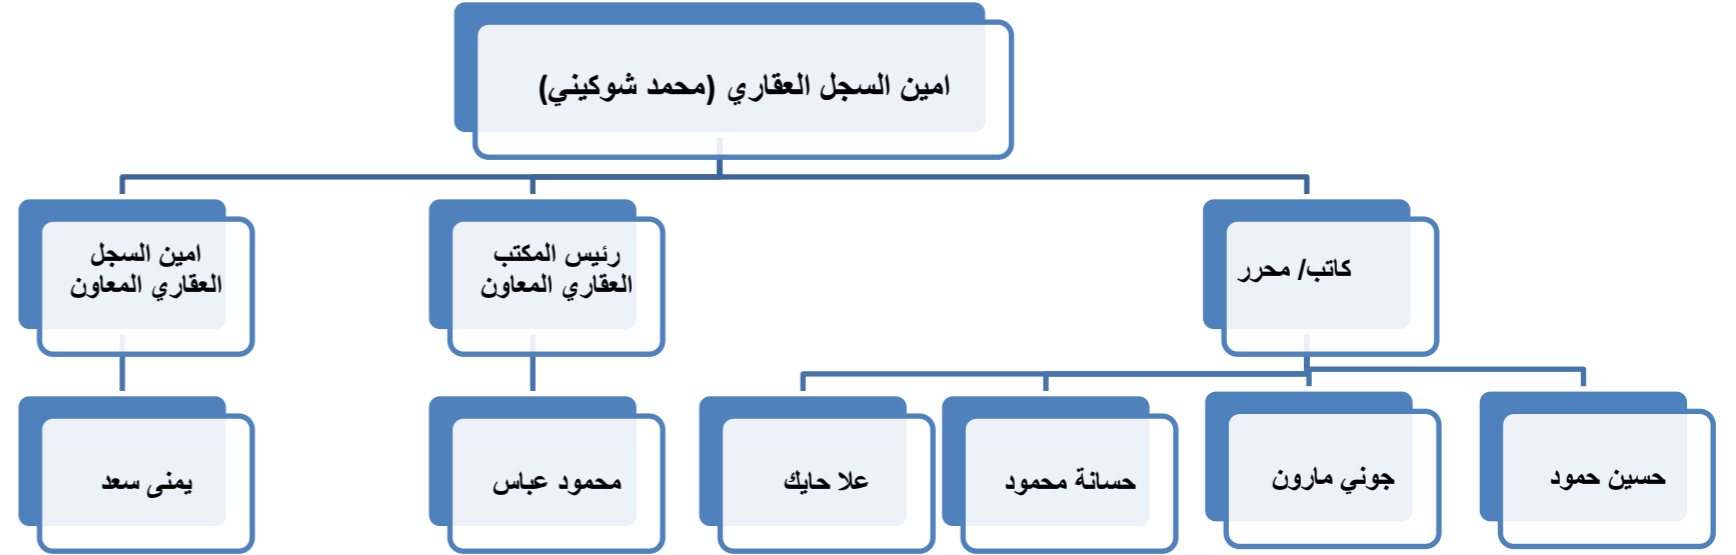 امين السجل العقاري (محمد شوكيني)
كاتب/ محرر
رئيس المكتب
العقاري المعاون
امين السجل
العقاري المعاون
حسين حمود
جوني مارون
حسانة محمود
علا حايك
محمود عباس
يمنى سعد